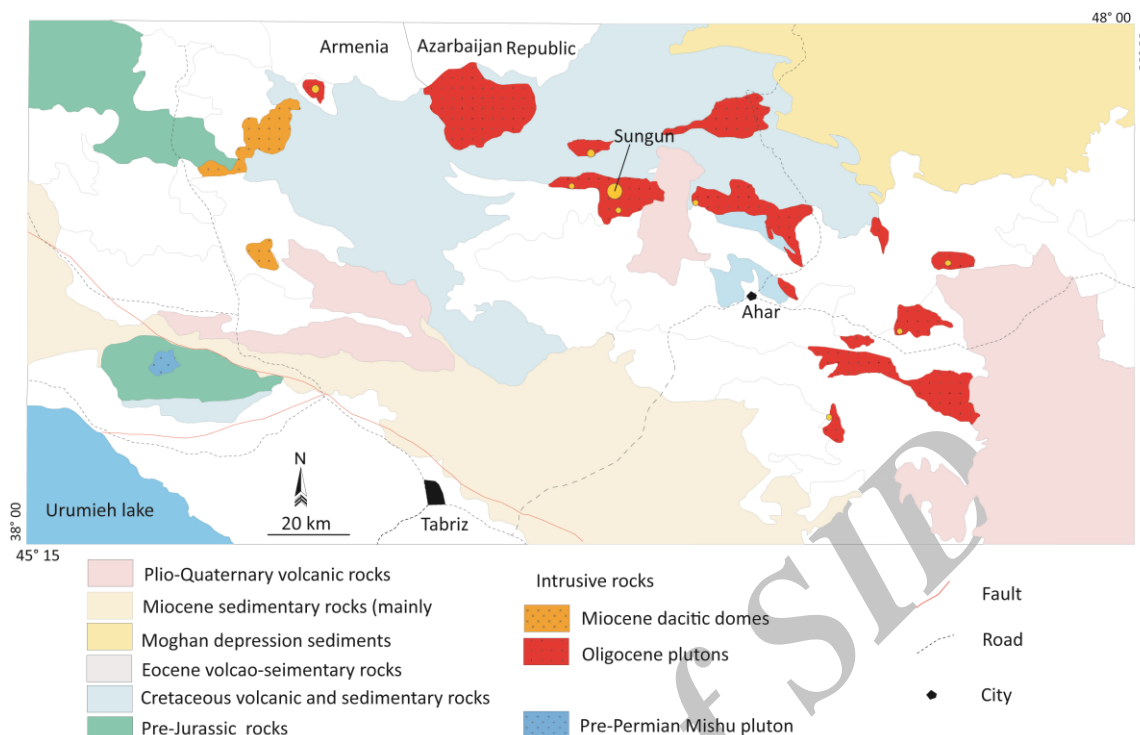 48° 00
Armenia
Azarbaijan Republic
Sungun
Ahar
N
20 km
Tabriz
Urumieh lake
38° 00
45° 15
Plio-Quaternary volcanic rocks
Miocene sedimentary rocks (mainly
Moghan depression sediments
Eocene volcao-seimentary rocks
Cretaceous volcanic and sedimentary rocks
Pre-Jurassic rocks
Intrusive rocks
Miocene dacitic domes
Oligocene plutons
Pre-Permian Mishu pluton
Fault
Road
City
f SID